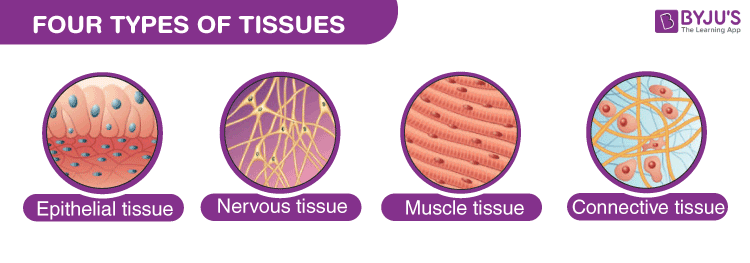 FOUR TYPES OF TISSUES
BYJU'S
The Learning App
Epithelial tissue
Nervous tissue
Muscle tissue
Connective tissue